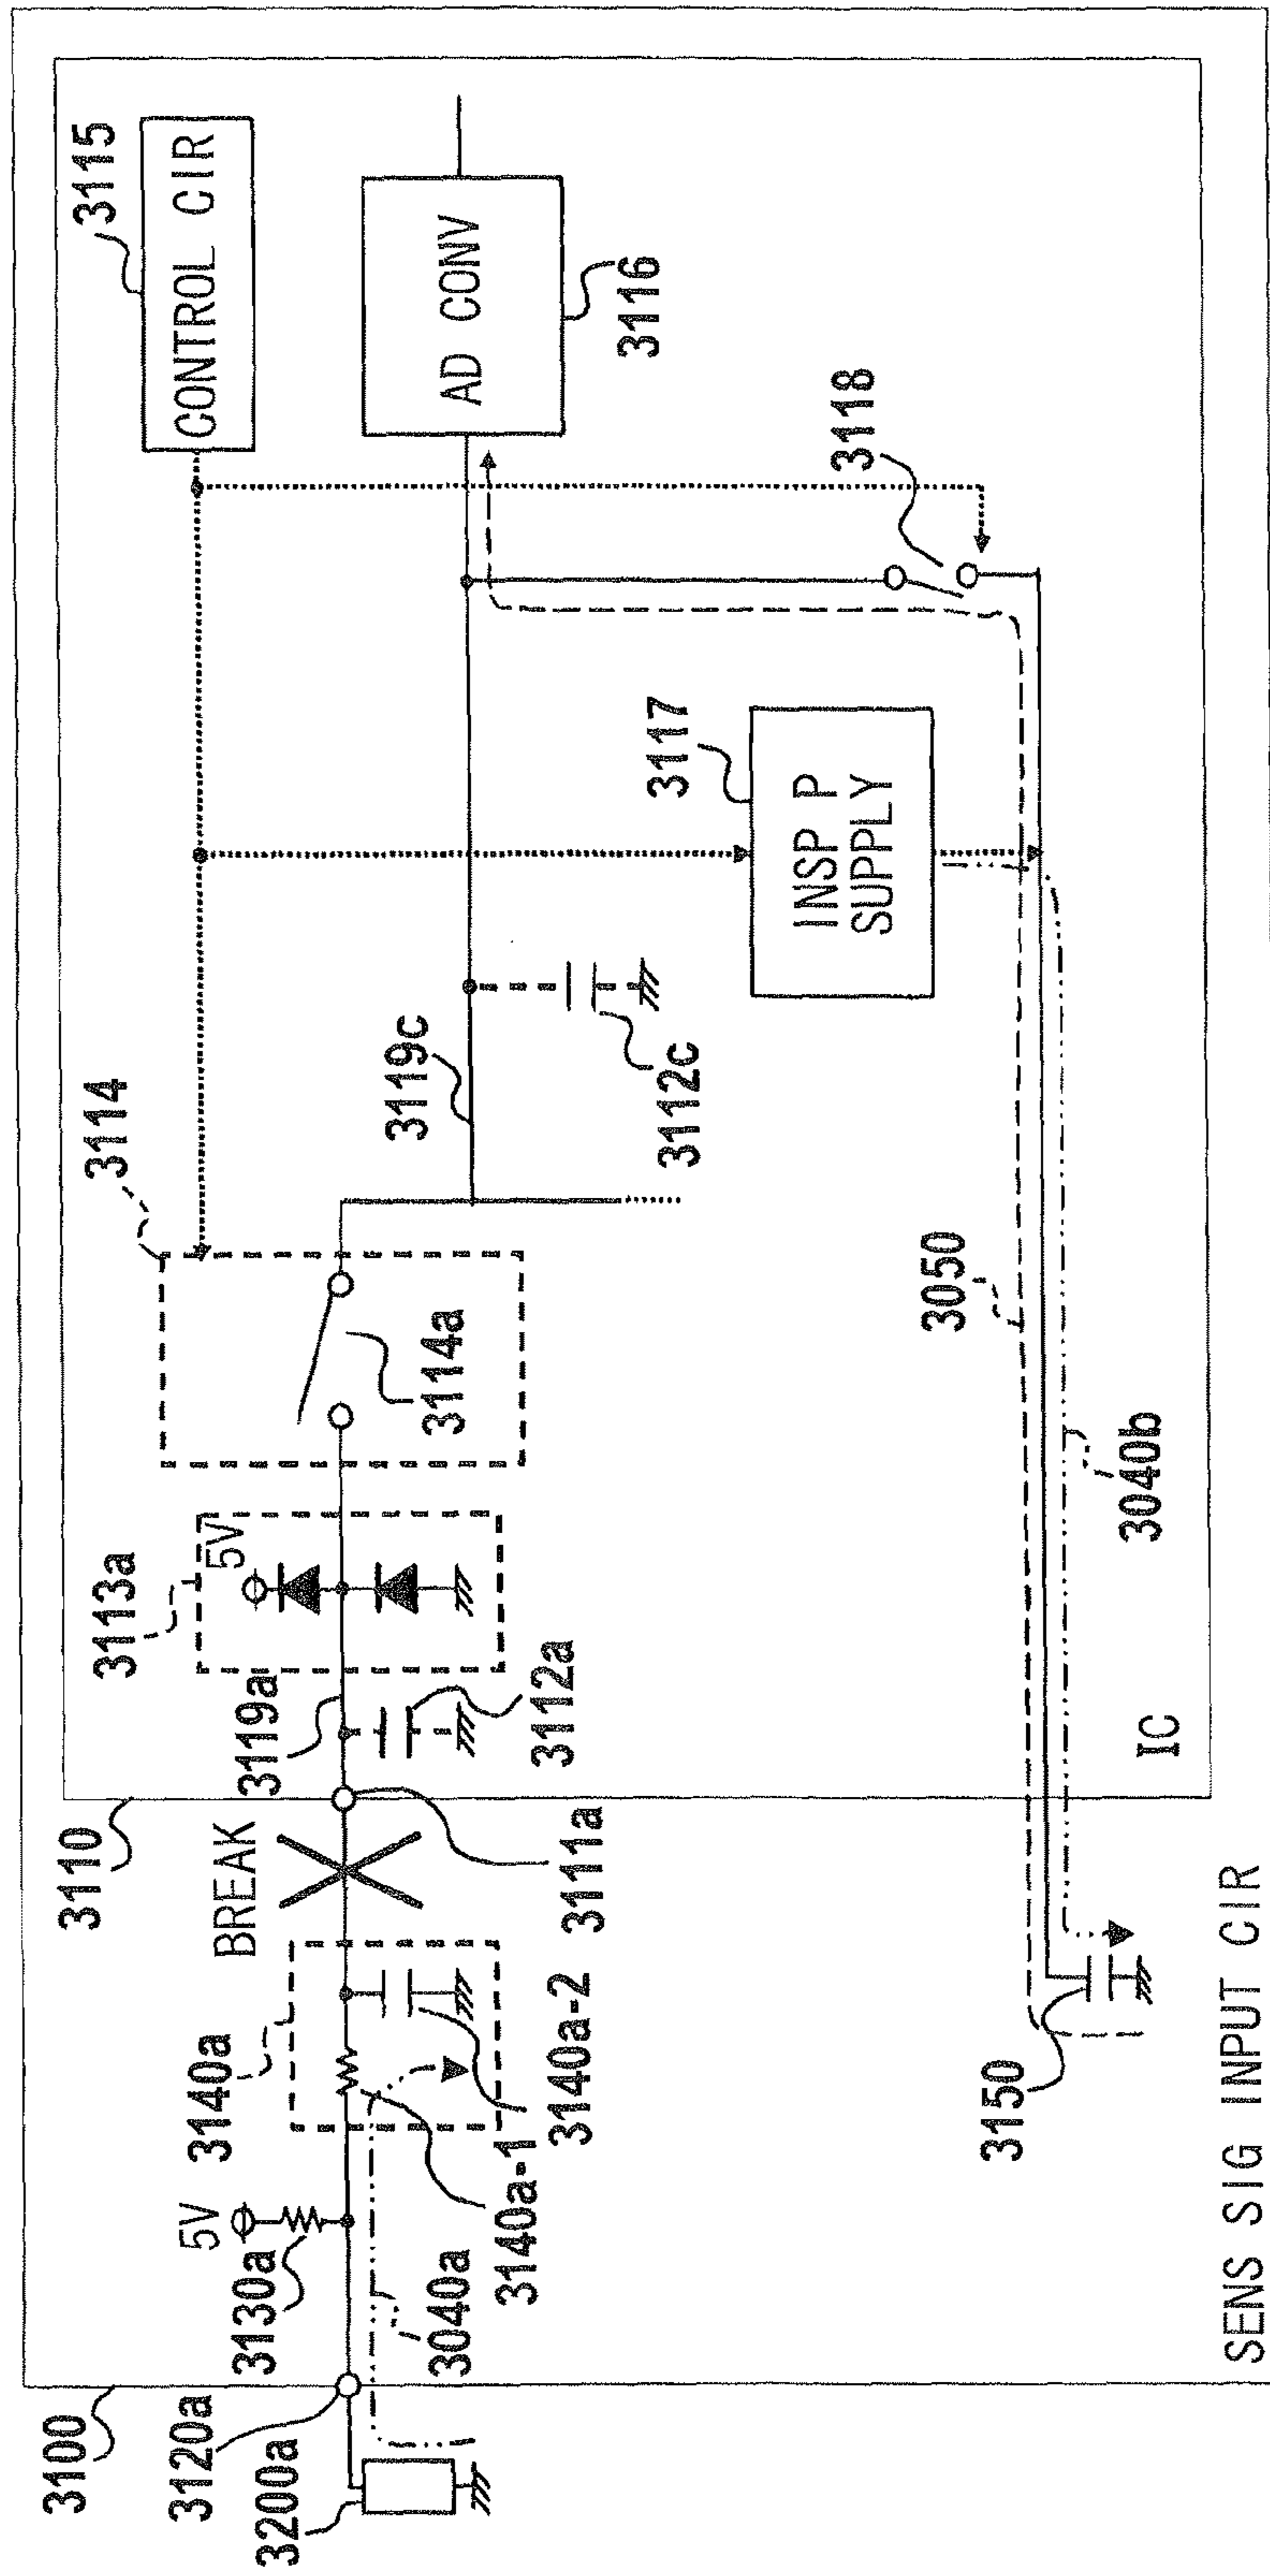 3100
3120a
3200a
5V
3130a
3040a
3140a
3140a-1
3140a-2
BREAK
3110
3111a
3119a
3112a
3113a
5V
3114
3114a
3119c
3112c
3115
CONTROL CIR
AD CONV
3116
3117
INSP P
SUPPLY
3118
3050
3040b
3150
IC
SENS SIG INPUT CIR